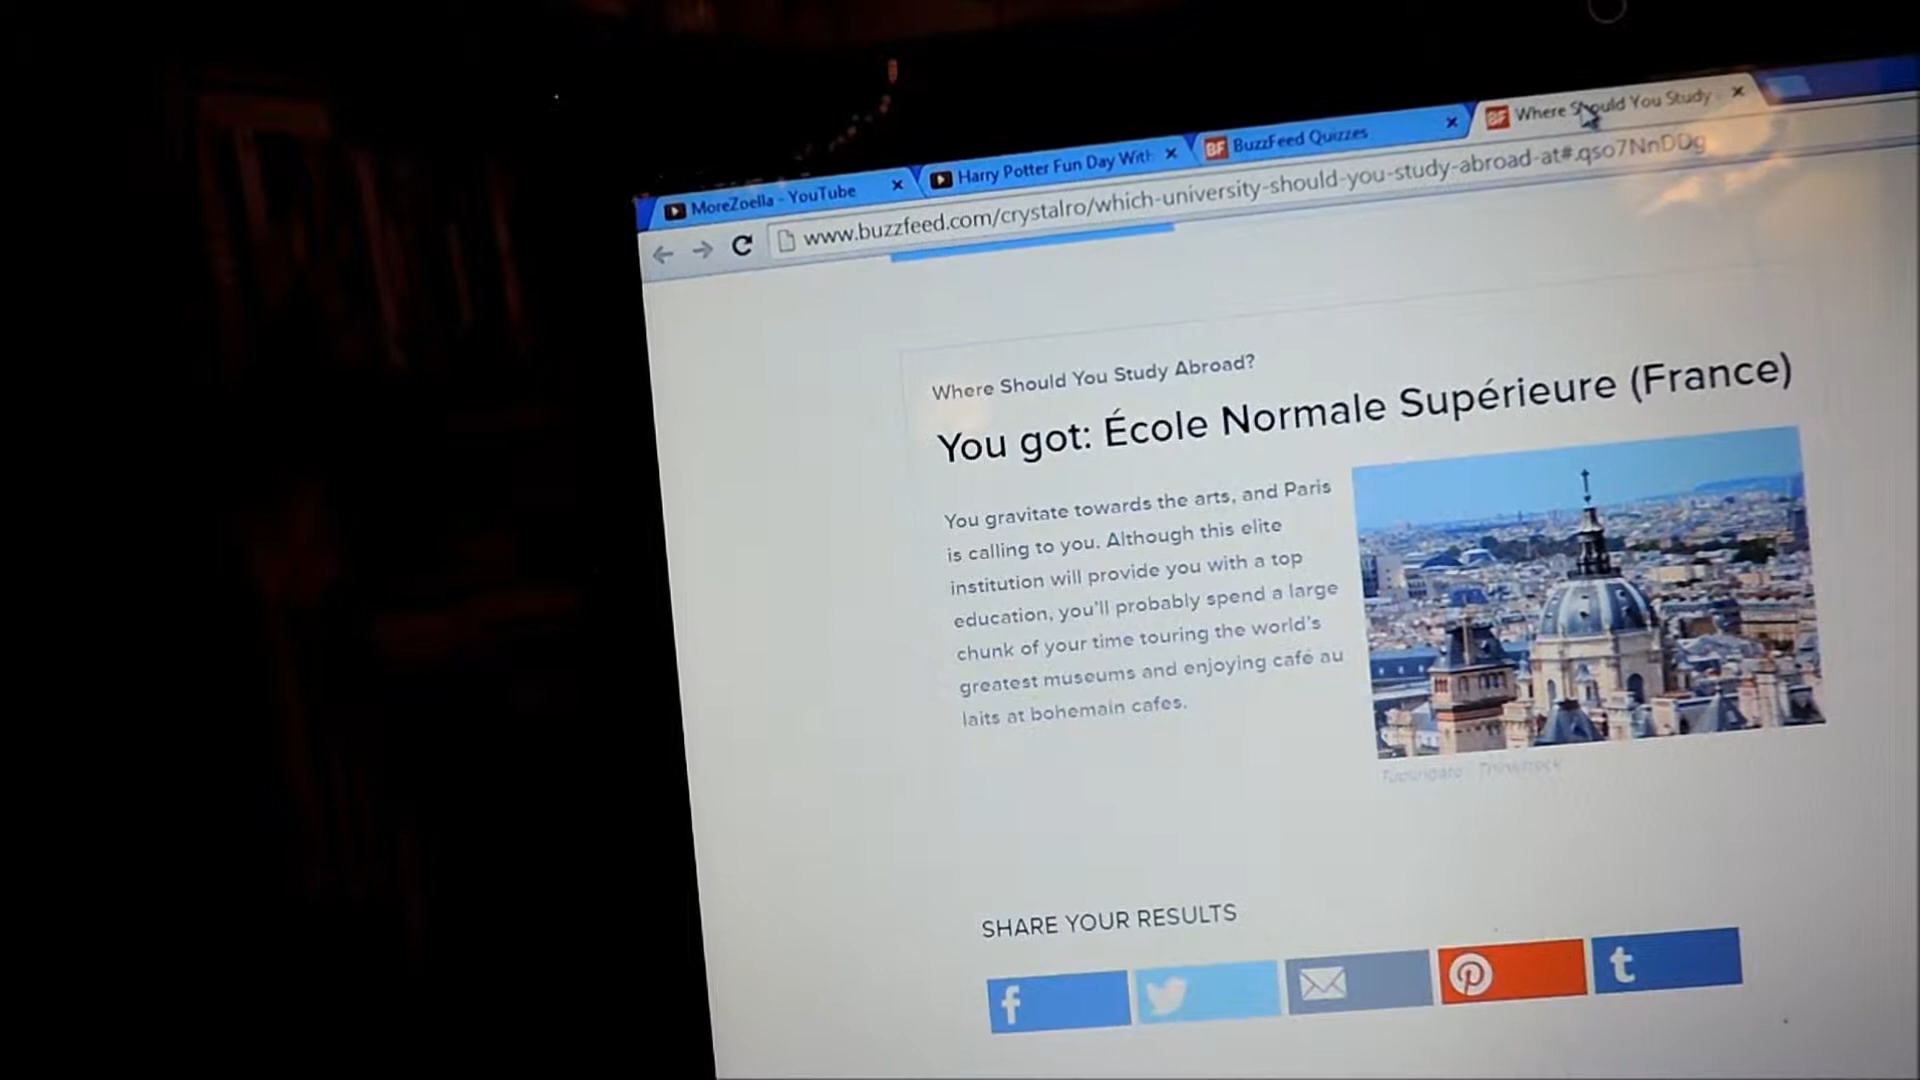 MoreZoella - YouTube
Harry Potter Fun Day With
BuzzFeed Quizzes
Where Should You Study
www.buzzfeed.com/crystalro/which-university-should-you-study-abroad-at#.qso7NnDDg
Where Should You Study Abroad?
You got: École Normale Supérieure (France)
You gravitate towards the arts, and Paris
is calling to you. Although this elite
institution will provide you with a top
education, you'll probably spend a large
chunk of your time touring the world's
greatest museums and enjoying café au
laits at bohemain cafes.
SHARE YOUR RESULTS